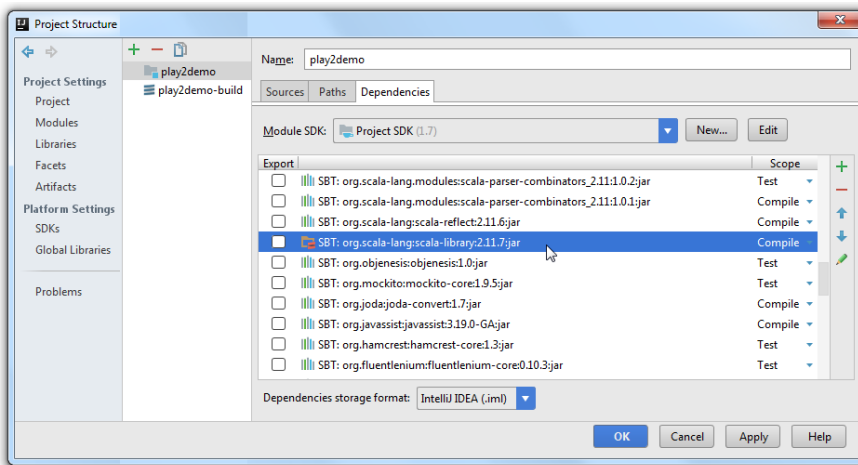 Project Structure
Project Settings
Project
Modules
Libraries
Facets
Artifacts
Platform Settings
SDKs
Global Libraries
Problems
play2demo
play2demo-build
Name: play2demo
Sources Paths Dependencies
Module SDK: Project SDK (1.7) New... Edit
Export Scope
SBT: org.scala-lang.modules:scala-parser-combinators_2.11:1.0.2:jar Test
SBT: org.scala-lang.modules:scala-parser-combinators_2.11:1.0.1:jar Compile
SBT: org.scala-lang:scala-reflect:2.11.6:jar Compile
SBT: org.scala-lang:scala-library:2.11.7:jar Compile
SBT: org.objenesis:objenesis:1.0:jar Test
SBT: org.mockito:mockito-core:1.9.5:jar Test
SBT: org.joda:joda-convert:1.7:jar Compile
SBT: org.javassist:javassist:3.19.0-GA:jar Compile
SBT: org.hamcrest:hamcrest-core:1.3:jar Test
SBT: org.fluentlenium:fluentlenium-core:0.10.3:jar Test
Dependencies storage format: IntelliJ IDEA (.iml)
OK Cancel Apply Help